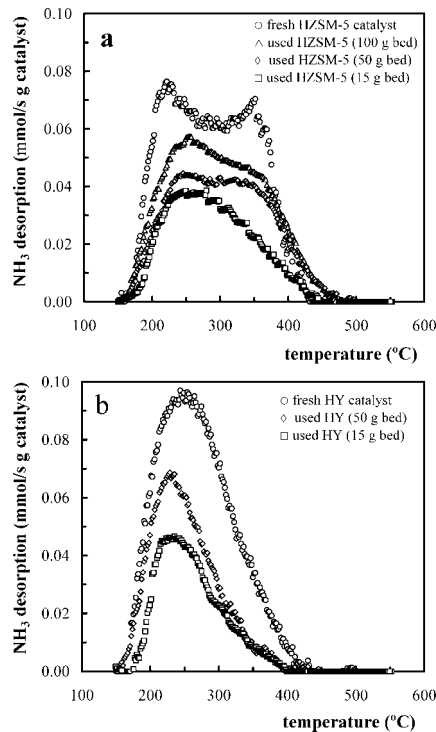 a
fresh HZSM-5 catalyst
used HZSM-5 (100 g bed)
used HZSM-5 (50 g bed)
used HZSM-5 (15 g bed)
NH3 desorption (mmol/s g catalyst)
0.10
0.08
0.06
0.04
0.02
0.00
100 200 300 400 500 600
temperature (ºC)
b
fresh HY catalyst
used HY (50 g bed)
used HY (15 g bed)
NH3 desorption (mmol/s g catalyst)
0.10
0.08
0.06
0.04
0.02
0.00
100 200 300 400 500 600
temperature (ºC)